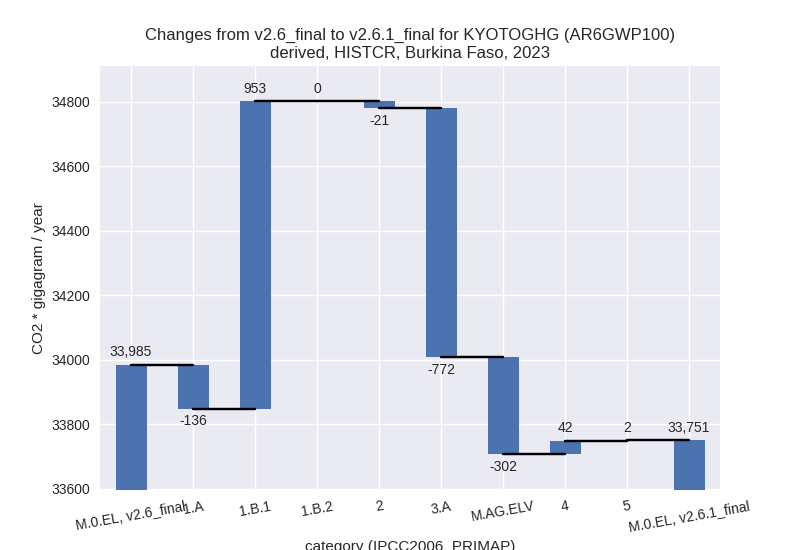 Changes from v2.6_final to v2.6.1_final for KYOTOGHG (AR6GWP100)
derived, HISTCR, Burkina Faso, 2023
953
0
34800
-21
34600
34400
CO2 * gigagram / year
34200
33,985
34000
-772
-136
33800
42
2
33,751
-302
33600
M.0.EL, v2.6_final
1.A
1.B.1
1.B.2
2
3.A
M.AG.ELV
4
5
M.0.EL, v2.6.1_final
category (IPCC2006_PRIMAP)